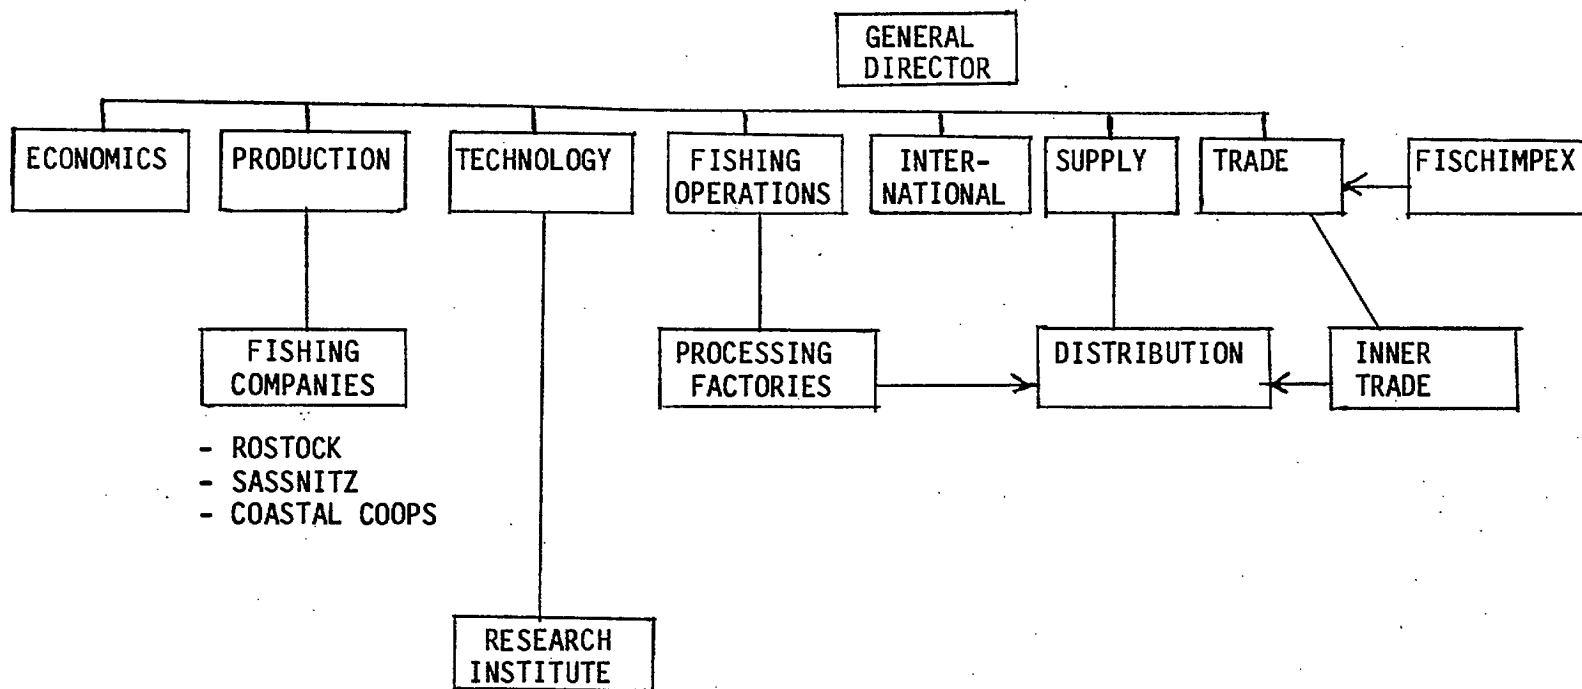 GENERAL
DIRECTOR
ECONOMICS
PRODUCTION
TECHNOLOGY
FISHING
OPERATIONS
INTER-
NATIONAL
SUPPLY
TRADE
FISCHIMPEX
FISHING
COMPANIES
PROCESSING
FACTORIES
DISTRIBUTION
INNER
TRADE
- ROSTOCK
- SASSNITZ
- COASTAL COOPS
RESEARCH
INSTITUTE